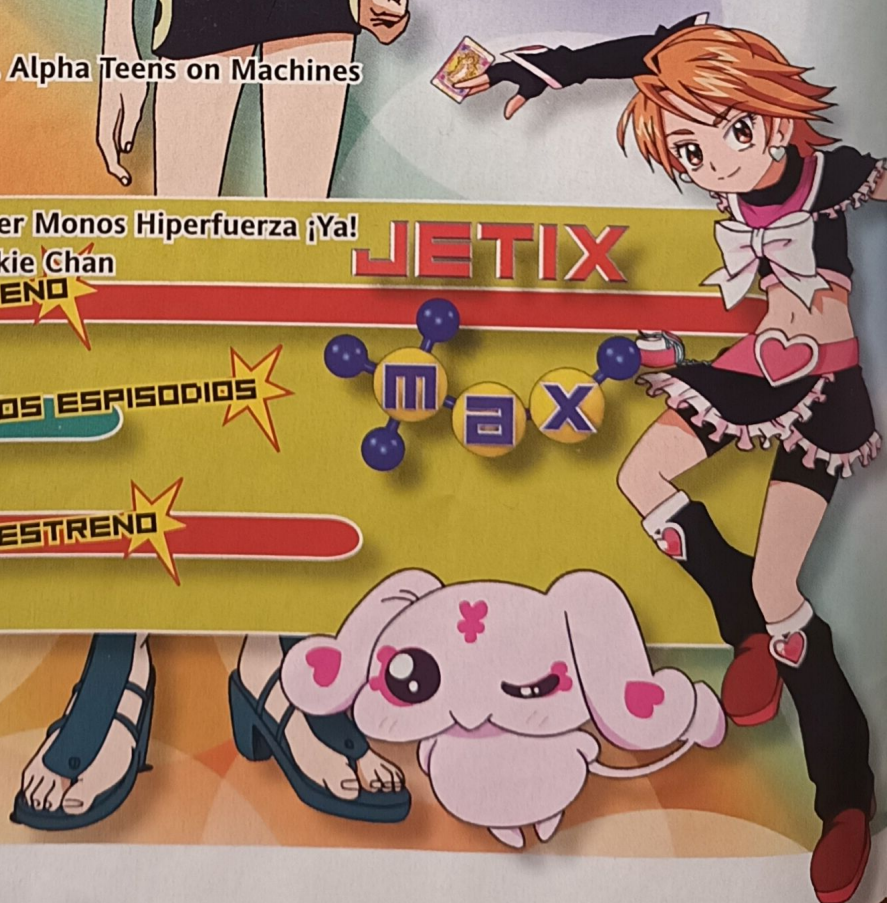 Alpha Teens on Machines
er Monos Hiperfuerza ¡Ya!
kie Chan
JETIX
ENO
OS ESPISODIOS
max
ESTRENO